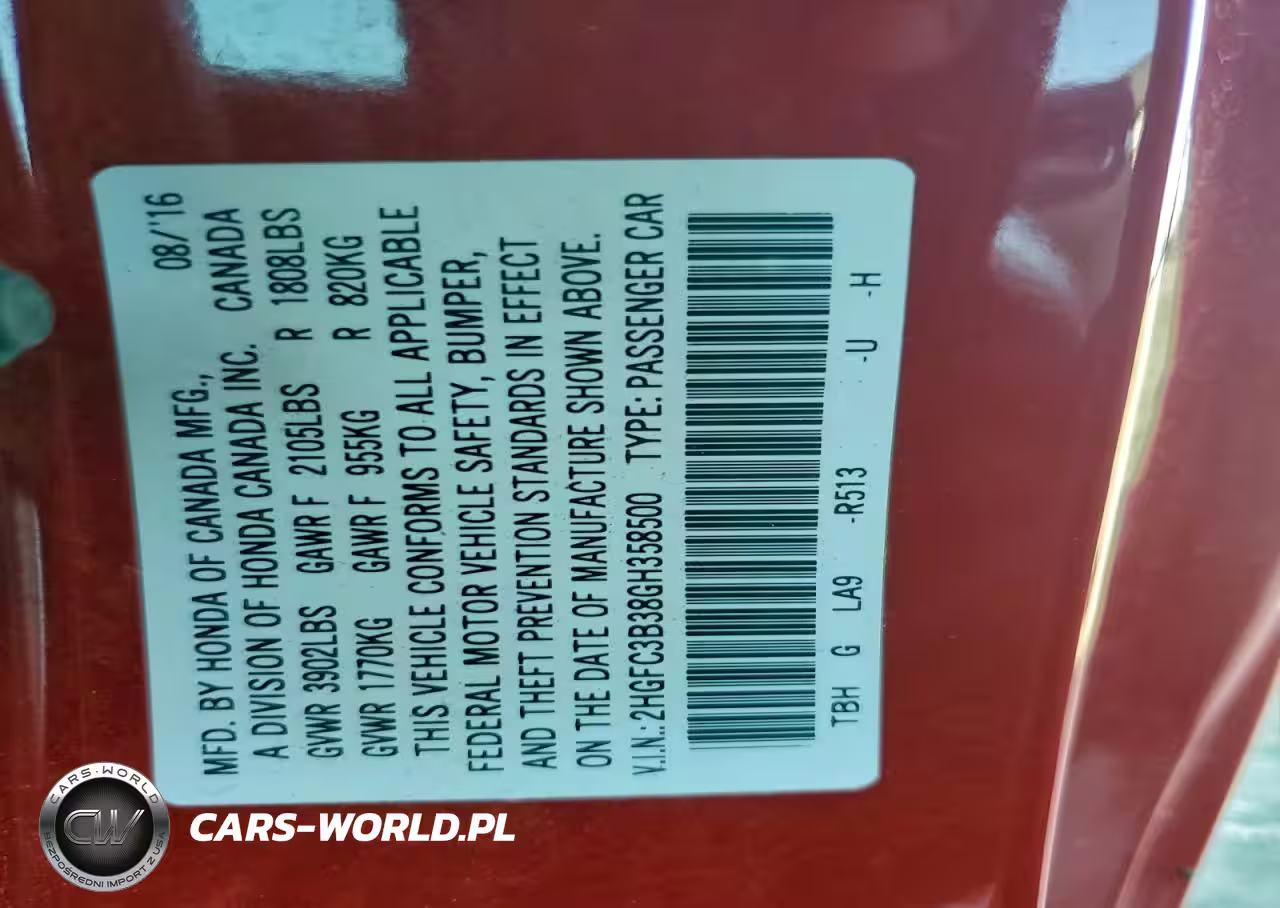 MFD. BY HONDA OF CANADA MFG., 08/'16
A DIVISION OF HONDA CANADA INC. CANADA
GVWR 3902LBS GAWR F 2105LBS R 1808LBS
GVWR 1770KG GAWR F 955KG R 820KG
THIS VEHICLE CONFORMS TO ALL APPLICABLE
FEDERAL MOTOR VEHICLE SAFETY, BUMPER,
AND THEFT PREVENTION STANDARDS IN EFFECT
ON THE DATE OF MANUFACTURE SHOWN ABOVE.
V.I.N.: 2HGFC3B38GH358500 TYPE: PASSENGER CAR
TBH G LA9 -R513 -U -H
CARS-WORLD
CW
BEZPOŚREDNI IMPORT Z USA
CARS-WORLD.PL